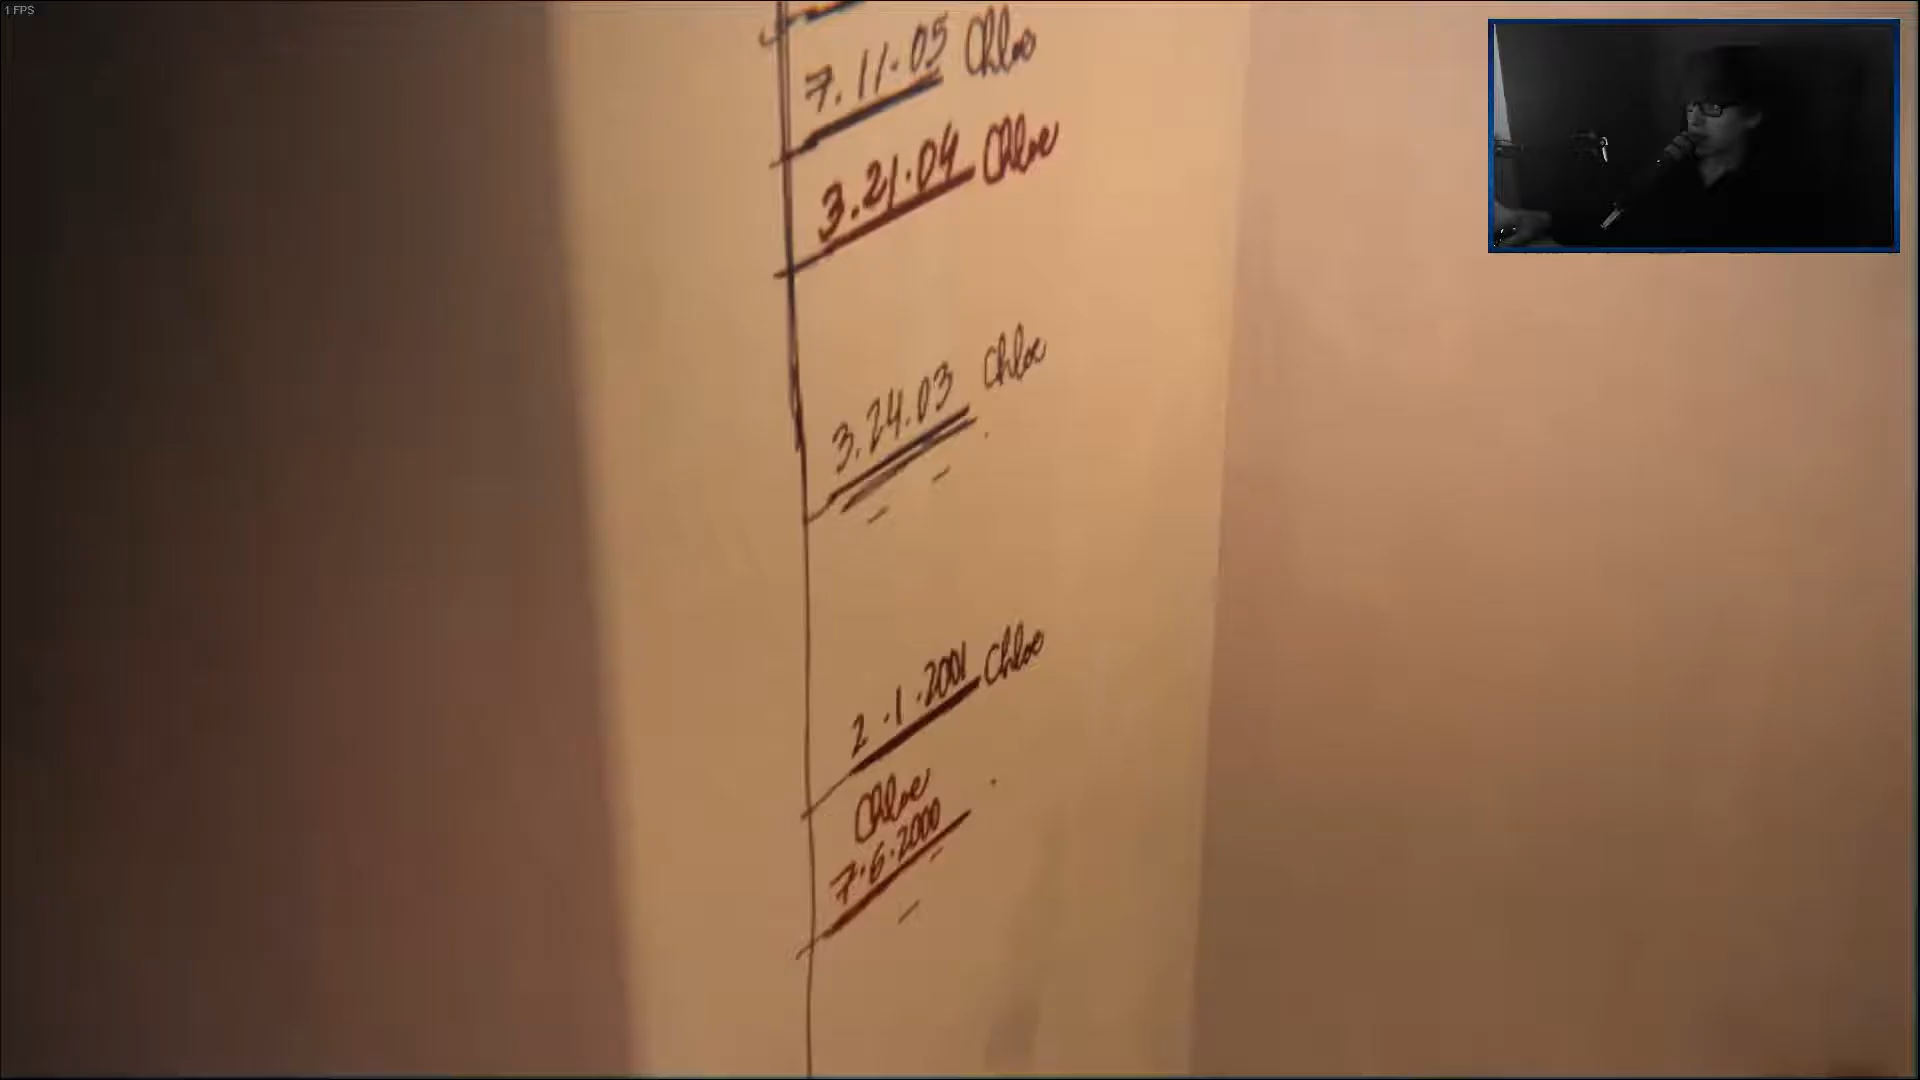 1 FPS
7.11.05 Chloe
3.21.04 Chloe
3.24.03 Chloe
2.1.2001 Chloe
Chloe
7.6.2000